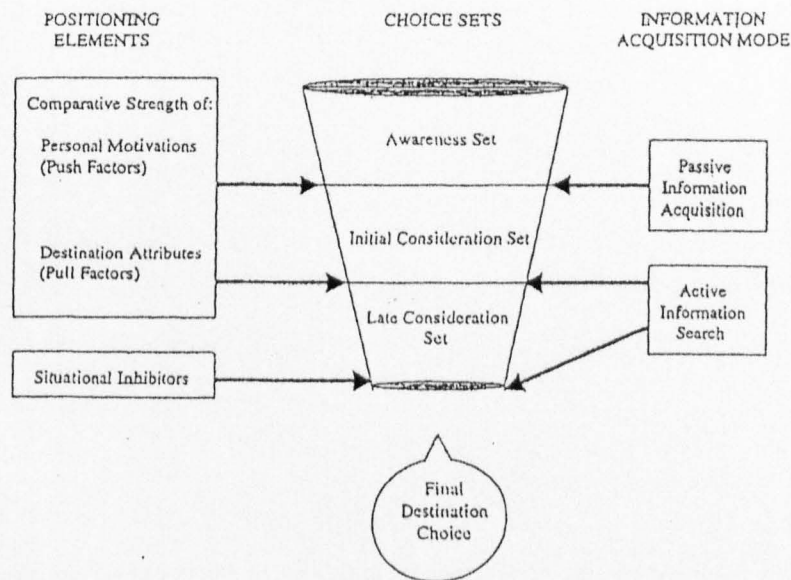 POSITIONING
ELEMENTS
CHOICE SETS
INFORMATION
ACQUISITION MODE
Comparative Strength of:
Personal Motivations
(Push Factors)
Destination Attributes
(Pull Factors)
Situational Inhibitors
Awareness Set
Initial Consideration Set
Late Consideration
Set
Passive
Information
Acquisition
Active
Information
Search
Final
Destination
Choice